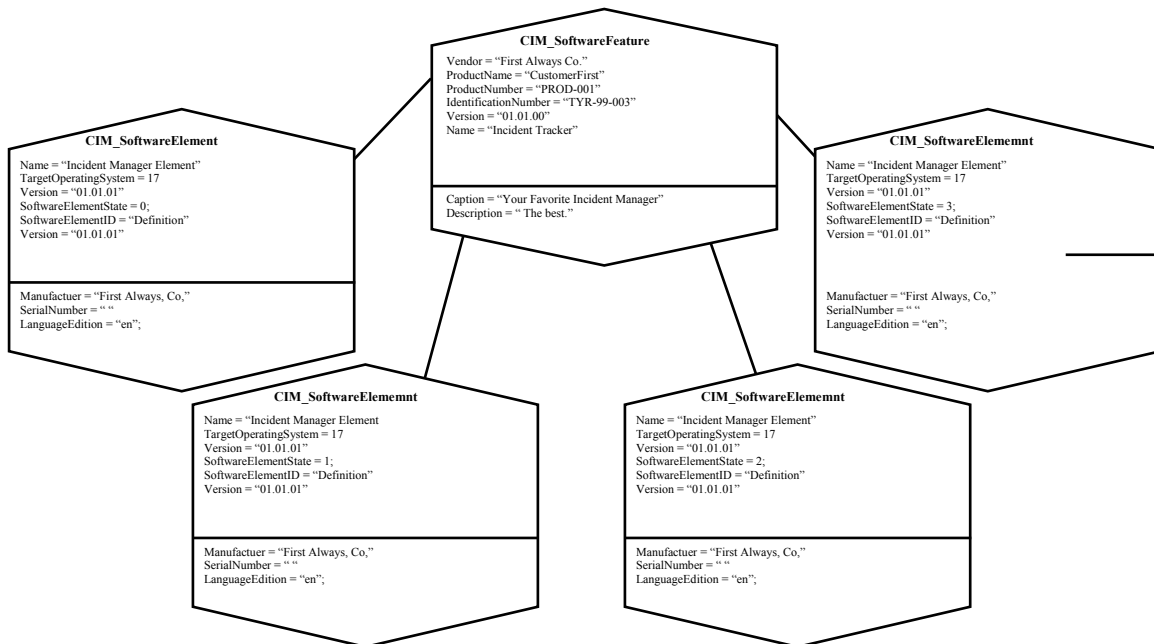 CIM_SoftwareFeature
Vendor = “First Always Co.”
ProductName = “CustomerFirst”
ProductNumber = “PROD-001”
IdentificationNumber = “TYR-99-003”
Version = “01.01.00”
Name = “Incident Tracker”
Caption = “Your Favorite Incident Manager”
Description = “ The best.”
CIM_SoftwareElement
Name = “Incident Manager Element”
TargetOperatingSystem = 17
Version = “01.01.01”
SoftwareElementState = 0;
SoftwareElementID = “Definition”
Version = “01.01.01”
Manufactuer = “First Always, Co,”
SerialNumber = “ “
LanguageEdition = “en”;
CIM_SoftwareElememnt
Name = “Incident Manager Element”
TargetOperatingSystem = 17
Version = “01.01.01”
SoftwareElementState = 3;
SoftwareElementID = “Definition”
Version = “01.01.01”
Manufactuer = “First Always, Co,”
SerialNumber = “ “
LanguageEdition = “en”;
CIM_SoftwareElememnt
Name = “Incident Manager Element
TargetOperatingSystem = 17
Version = “01.01.01”
SoftwareElementState = 1;
SoftwareElementID = “Definition”
Version = “01.01.01”
Manufactuer = “First Always, Co,”
SerialNumber = “ “
LanguageEdition = “en”;
CIM_SoftwareElememnt
Name = “Incident Manager Element”
TargetOperatingSystem = 17
Version = “01.01.01”
SoftwareElementState = 2;
SoftwareElementID = “Definition”
Version = “01.01.01”
Manufactuer = “First Always, Co,”
SerialNumber = “ “
LanguageEdition = “en”;